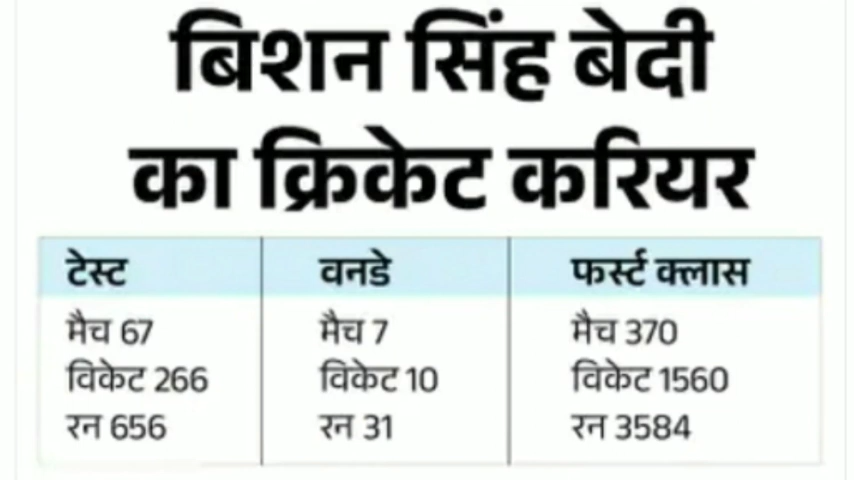 बिशन सिंह बेदी
का क्रिकेट करियर
टेस्ट वनडे फर्स्ट क्लास
मैच 67 मैच 7 मैच 370
विकेट 266 विकेट 10 विकेट 1560
रन 656 रन 31 रन 3584